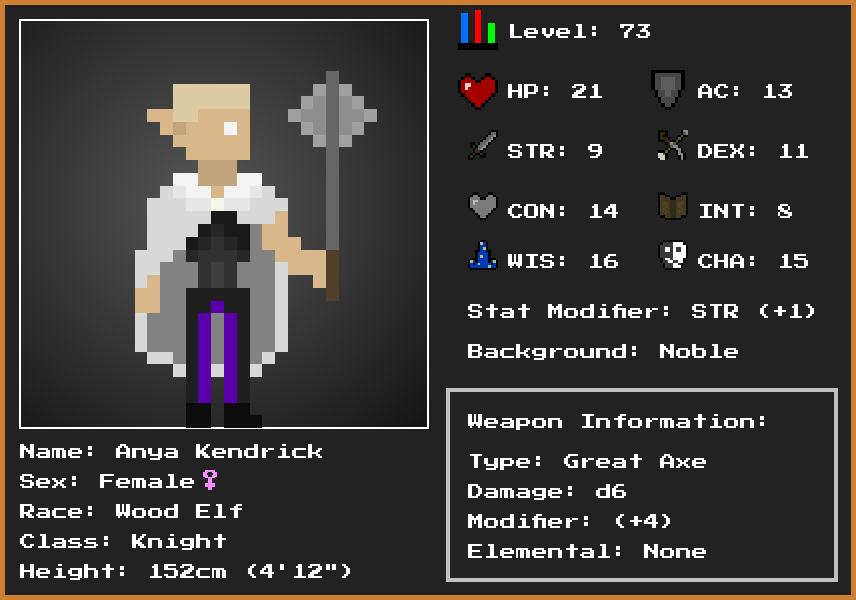 Level: 73
HP: 21
AC: 13
STR: 9
DEX: 11
CON: 14
INT: 8
WIS: 16
CHA: 15
Stat Modifier: STR (+1)
Background: Noble
Weapon Information:
Type: Great Axe
Damage: d6
Modifier: (+4)
Elemental: None
Name: Anya Kendrick
Sex: Female♀
Race: Wood Elf
Class: Knight
Height: 152cm (4'12")